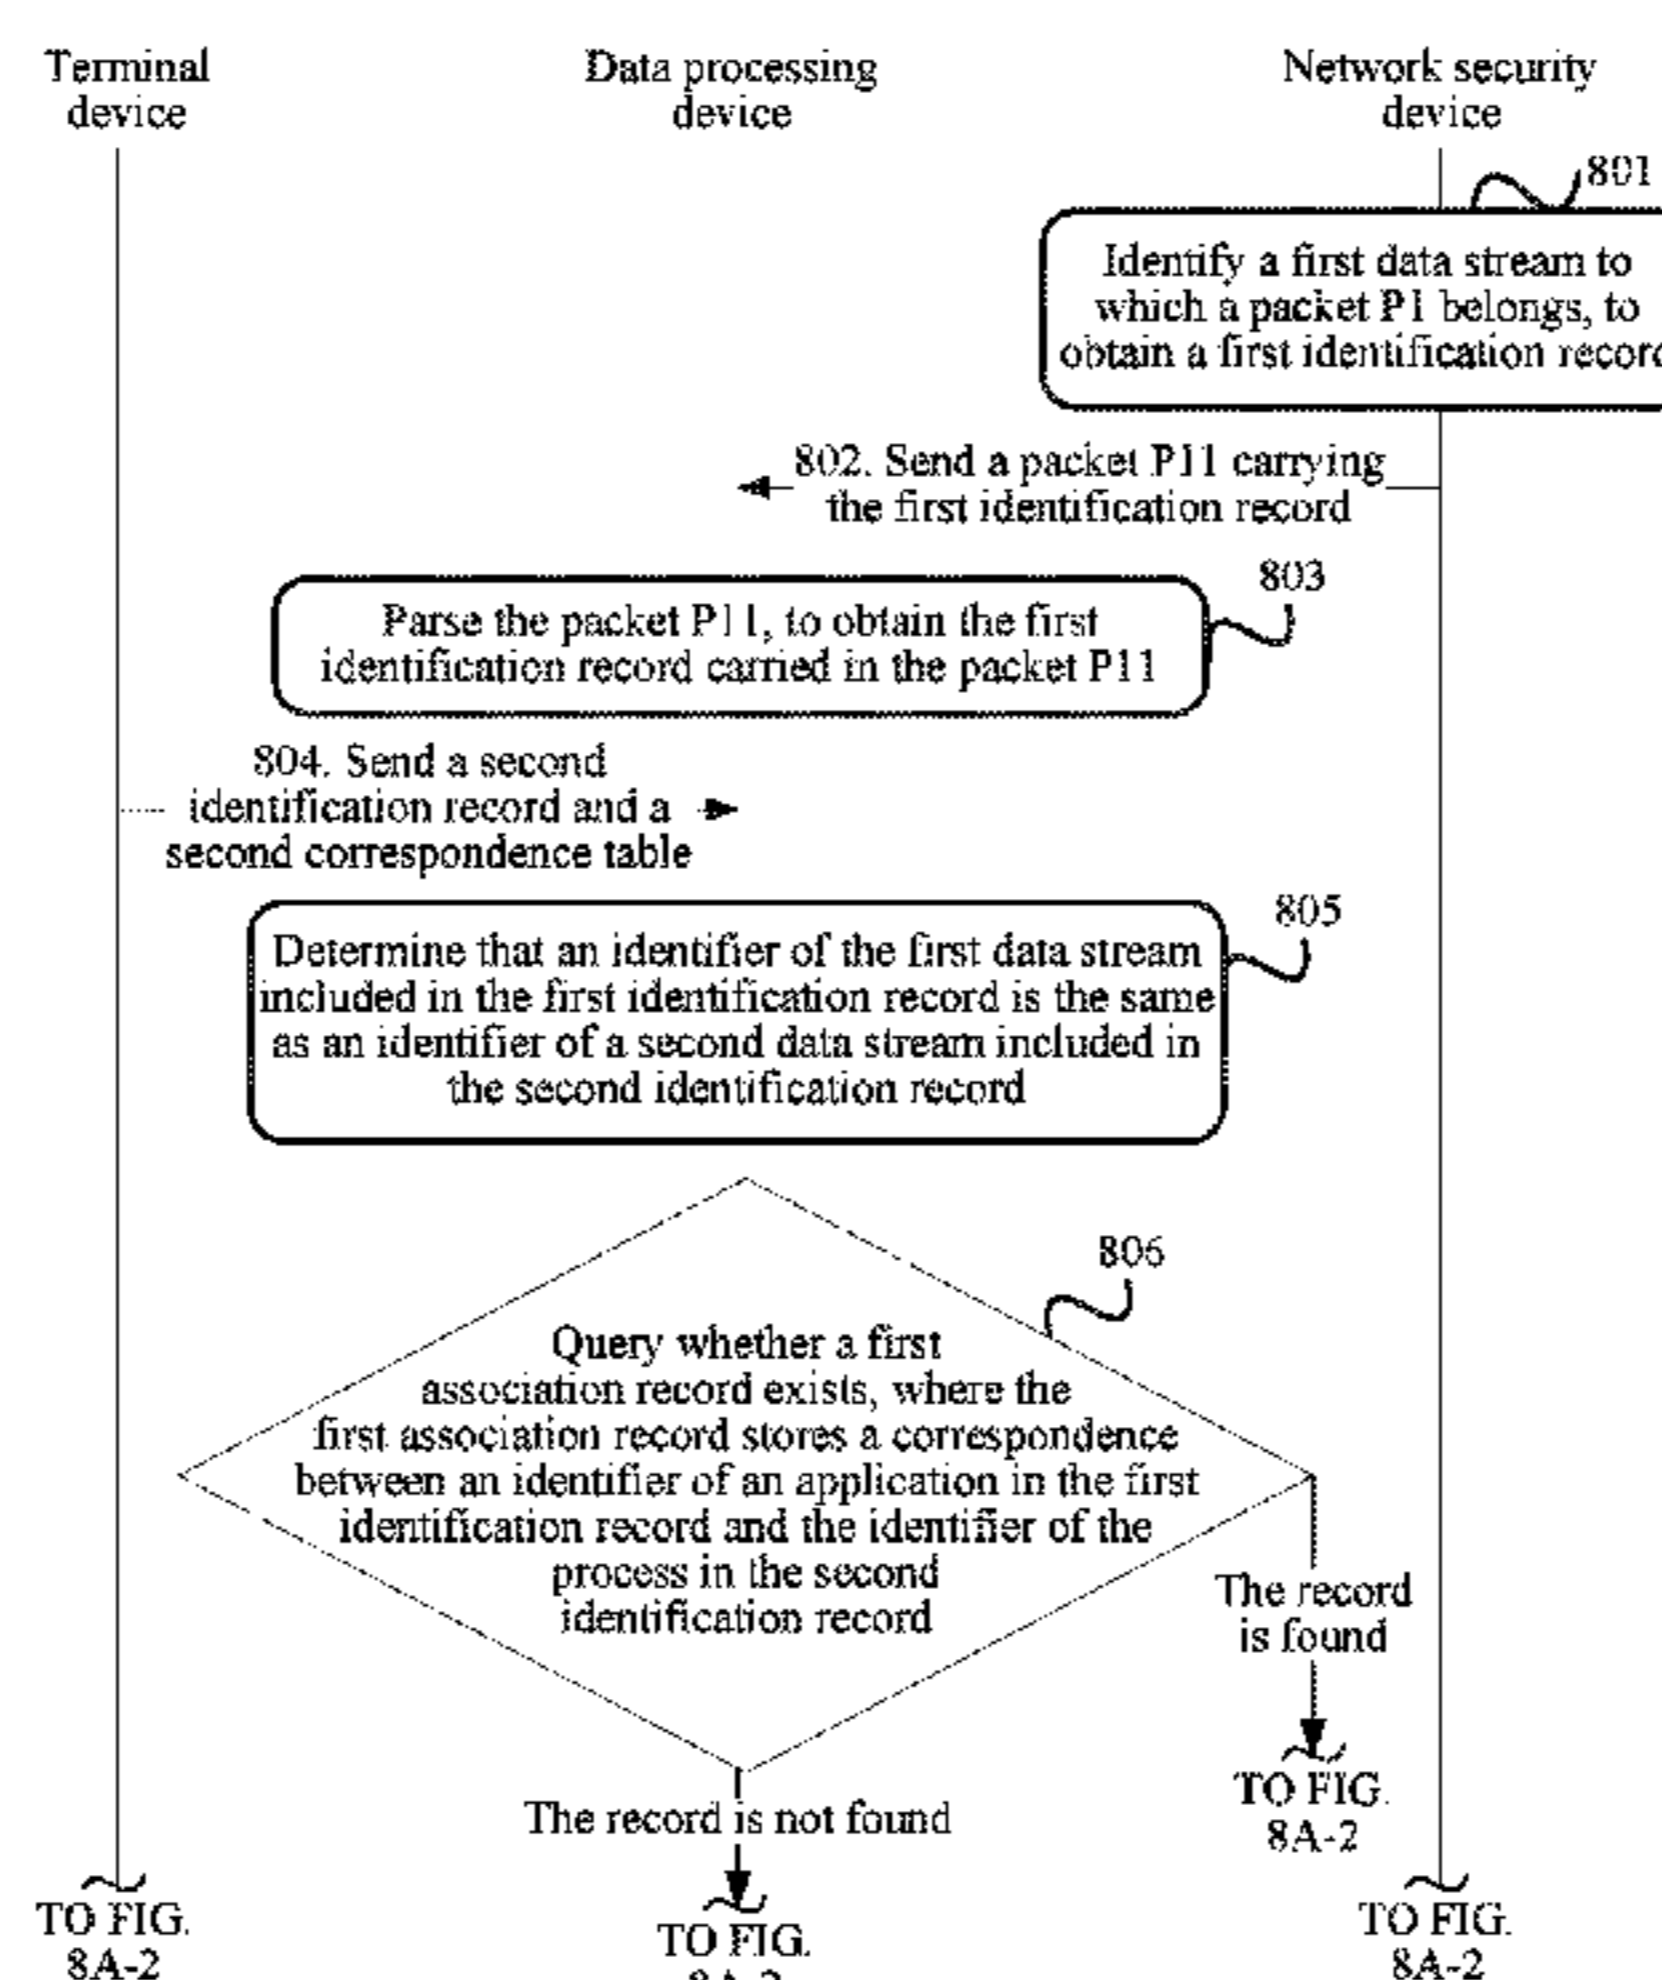 Terminal
device
Data processing
device
Network security
device
801
Identify a first data stream to
which a packet P1 belongs, to
obtain a first identification record
802. Send a packet P11 carrying
the first identification record
803
Parse the packet P11, to obtain the first
identification record carried in the packet P11
804. Send a second
identification record and a
second correspondence table
805
Determine that an identifier of the first data stream
included in the first identification record is the same
as an identifier of a second data stream included in
the second identification record
806
Query whether a first
association record exists, where the
first association record stores a correspondence
between an identifier of an application in the first
identification record and the identifier of the
process in the second
identification record
The record
is found
TO FIG.
8A-2
The record is not found
TO FIG.
8A-2
TO FIG.
8A-2
TO FIG.
8A-2